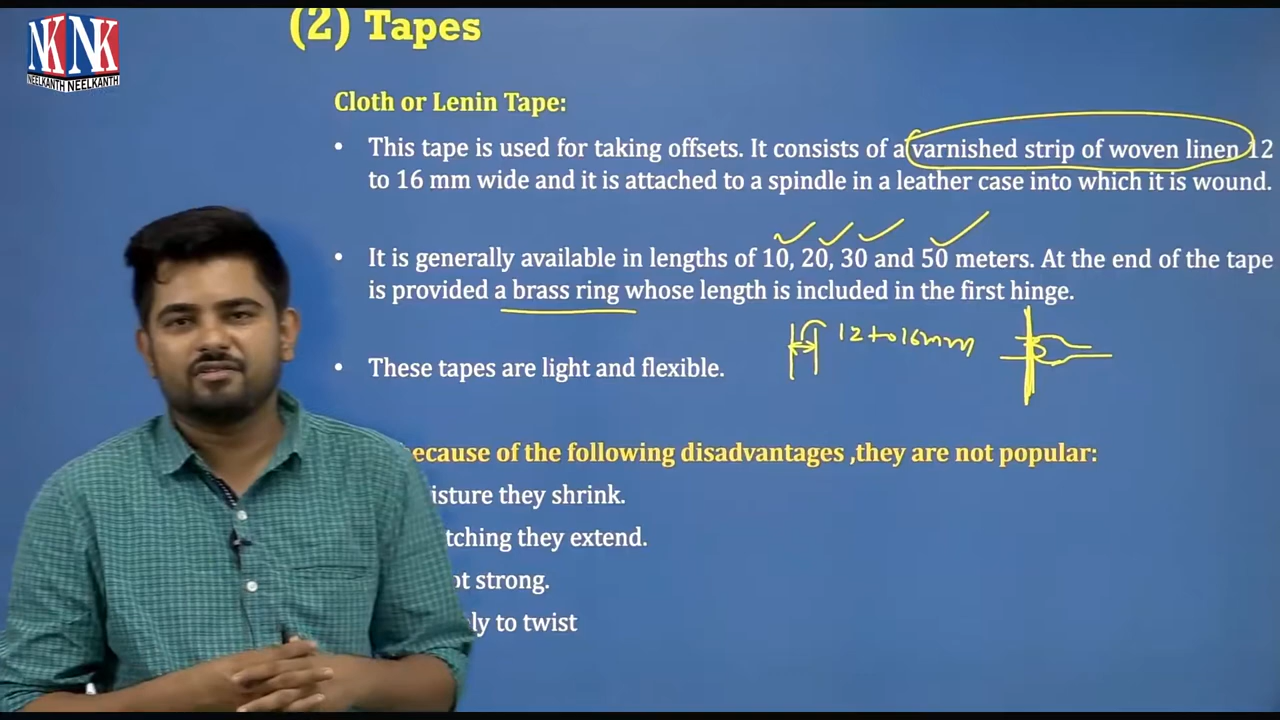 NK NK
NEELKANTH NEELKANTH
(2) Tapes
Cloth or Lenin Tape:
• This tape is used for taking offsets. It consists of a varnished strip of woven linen 12
to 16 mm wide and it is attached to a spindle in a leather case into which it is wound.
• It is generally available in lengths of 10, 20, 30 and 50 meters. At the end of the tape
is provided a brass ring whose length is included in the first hinge.
12 to 16mm
• These tapes are light and flexible.
ecause of the following disadvantages ,they are not popular:
isture they shrink.
tching they extend.
ot strong.
ly to twist